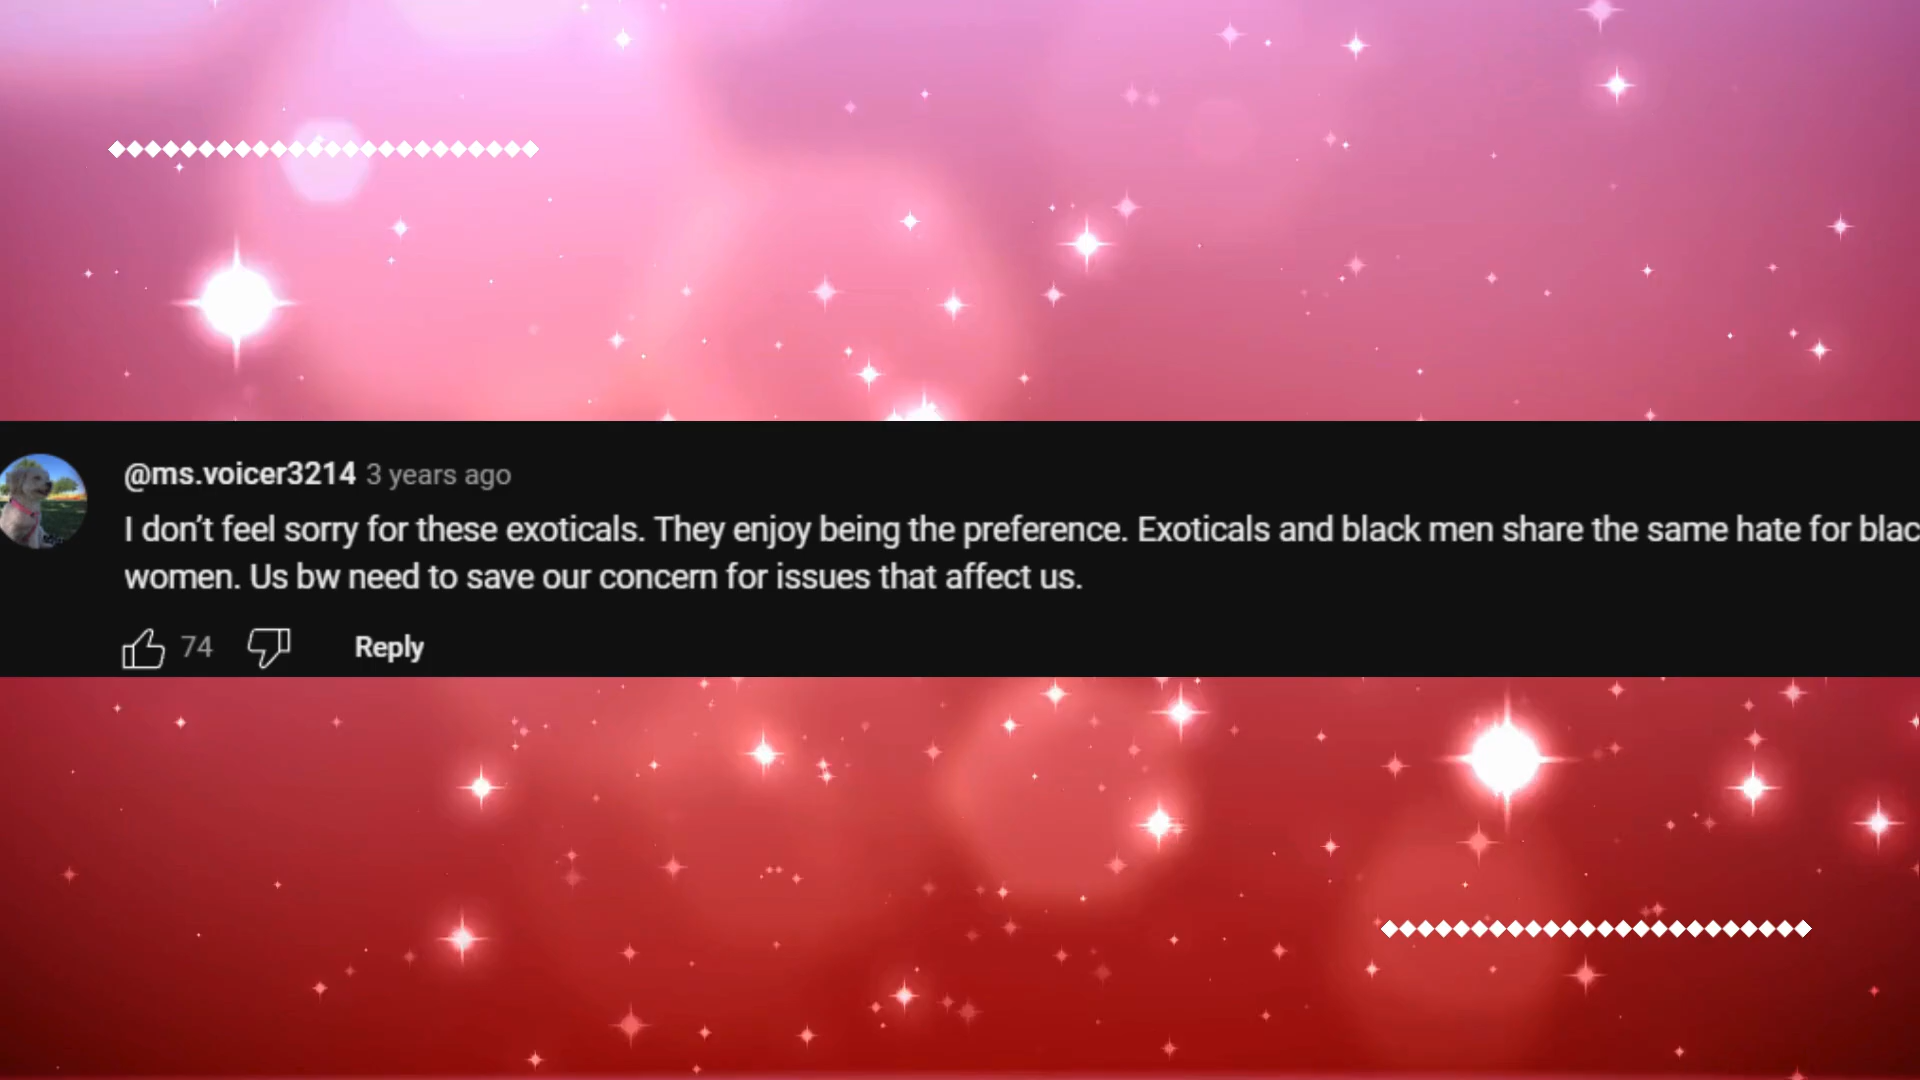 @ms.voicer3214 3 years ago
I don't feel sorry for these exoticals. They enjoy being the preference. Exoticals and black men share the same hate for blac
women. Us bw need to save our concern for issues that affect us.
74 Reply